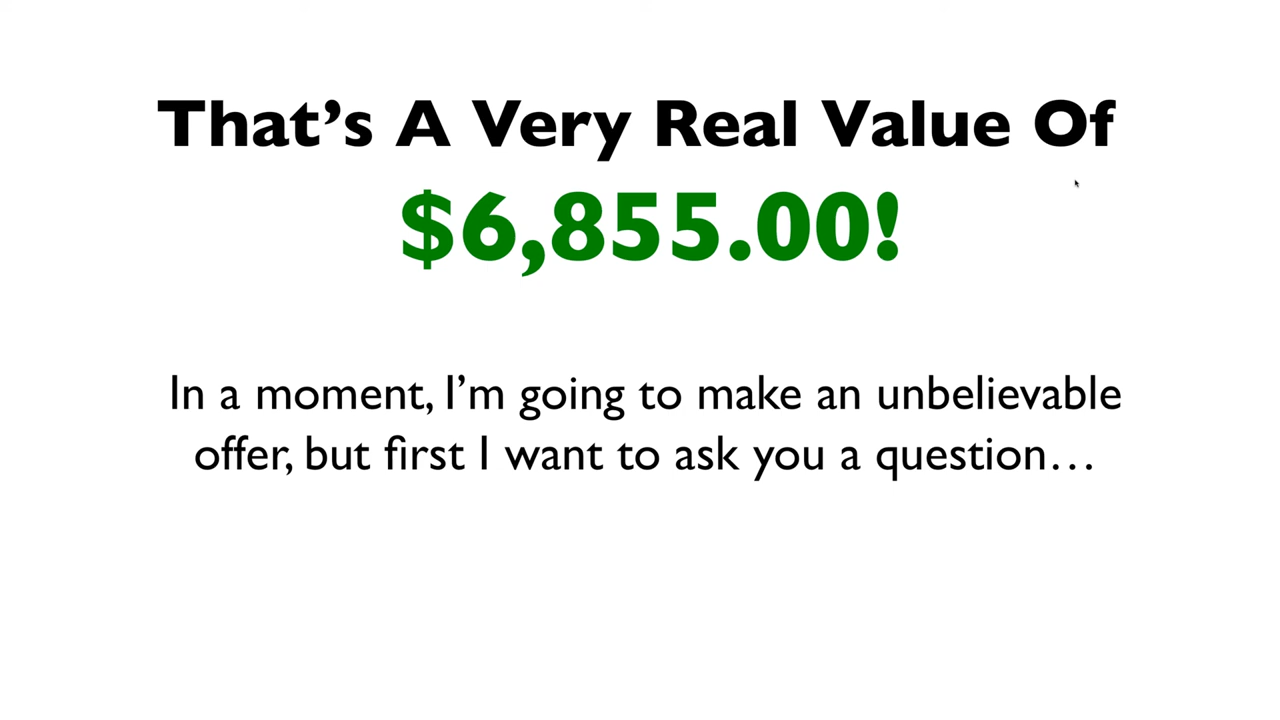 That’s A Very Real Value Of
$6,855.00!
In a moment, I’m going to make an unbelievable
offer, but first I want to ask you a question…